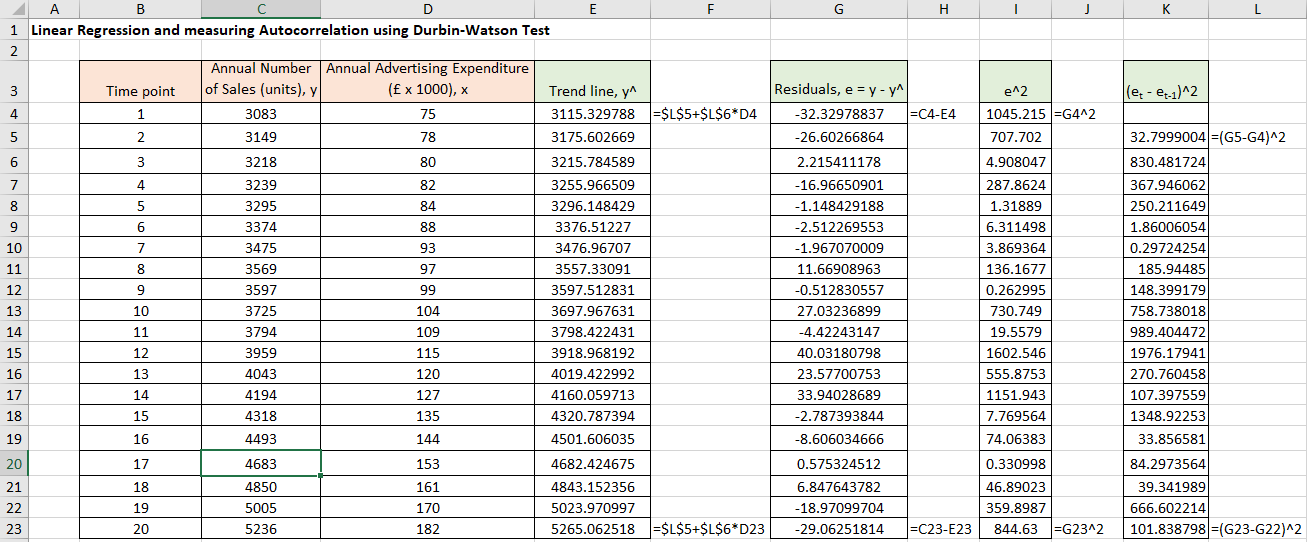 A B C D E F G H I J K L
1 Linear Regression and measuring Autocorrelation using Durbin-Watson Test
2
Annual Number Annual Advertising Expenditure
3 Time point of Sales (units), y (£ x 1000), x Trend line, y^ Residuals, e = y - y^ e^2 (et - et-1)^2
4 1 3083 75 3115.329788 =$L$5+$L$6*D4 -32.32978837 =C4-E4 1045.215 =G4^2
5 2 3149 78 3175.602669 -26.60266864 707.702 32.7999004 =(G5-G4)^2
6 3 3218 80 3215.784589 2.215411178 4.908047 830.481724
7 4 3239 82 3255.966509 -16.96650901 287.8624 367.946062
8 5 3295 84 3296.148429 -1.148429188 1.31889 250.211649
9 6 3374 88 3376.51227 -2.512269553 6.311498 1.86006054
10 7 3475 93 3476.96707 -1.967070009 3.869364 0.29724254
11 8 3569 97 3557.33091 11.66908963 136.1677 185.94485
12 9 3597 99 3597.512831 -0.512830557 0.262995 148.399179
13 10 3725 104 3697.967631 27.03236899 730.749 758.738018
14 11 3794 109 3798.422431 -4.42243147 19.5579 989.404472
15 12 3959 115 3918.968192 40.03180798 1602.546 1976.17941
16 13 4043 120 4019.422992 23.57700753 555.8753 270.760458
17 14 4194 127 4160.059713 33.94028689 1151.943 107.397559
18 15 4318 135 4320.787394 -2.787393844 7.769564 1348.92253
19 16 4493 144 4501.606035 -8.606034666 74.06383 33.856581
20 17 4683 153 4682.424675 0.575324512 0.330998 84.2973564
21 18 4850 161 4843.152356 6.847643782 46.89023 39.341989
22 19 5005 170 5023.970997 -18.97099704 359.8987 666.602214
23 20 5236 182 5265.062518 =$L$5+$L$6*D23 -29.06251814 =C23-E23 844.63 =G23^2 101.838798 =(G23-G22)^2